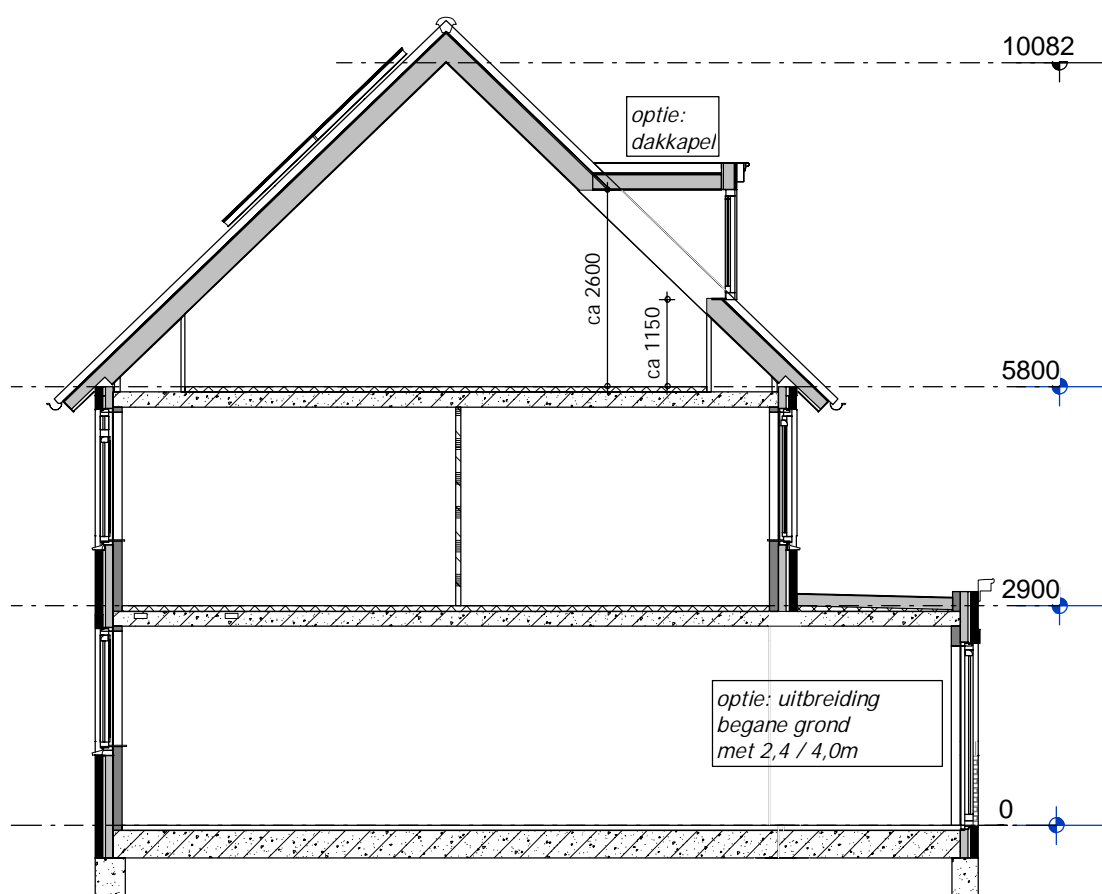 10082
optie:
dakkapel
ca 2600
ca 1150
5800
2900
optie: uitbreiding
begane grond
met 2,4 / 4,0m
0